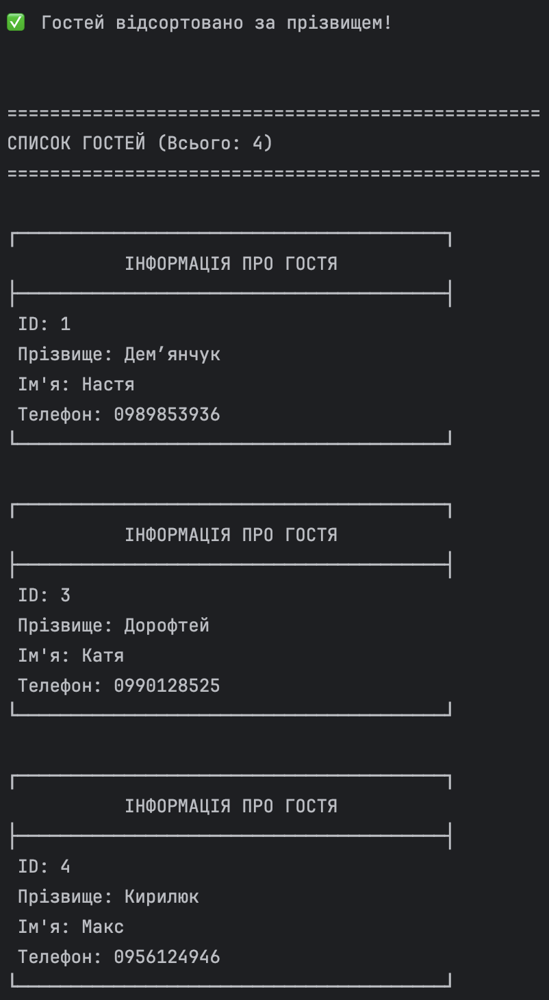 ✅ Гостей відсортовано за прізвищем!
==================================================
СПИСОК ГОСТЕЙ (Всього: 4)
==================================================
ІНФОРМАЦІЯ ПРО ГОСТЯ
ID: 1
Прізвище: Дем’янчук
Ім'я: Настя
Телефон: 0989853936
ІНФОРМАЦІЯ ПРО ГОСТЯ
ID: 3
Прізвище: Дорофтей
Ім'я: Катя
Телефон: 0990128525
ІНФОРМАЦІЯ ПРО ГОСТЯ
ID: 4
Прізвище: Кирилюк
Ім'я: Макс
Телефон: 0956124946